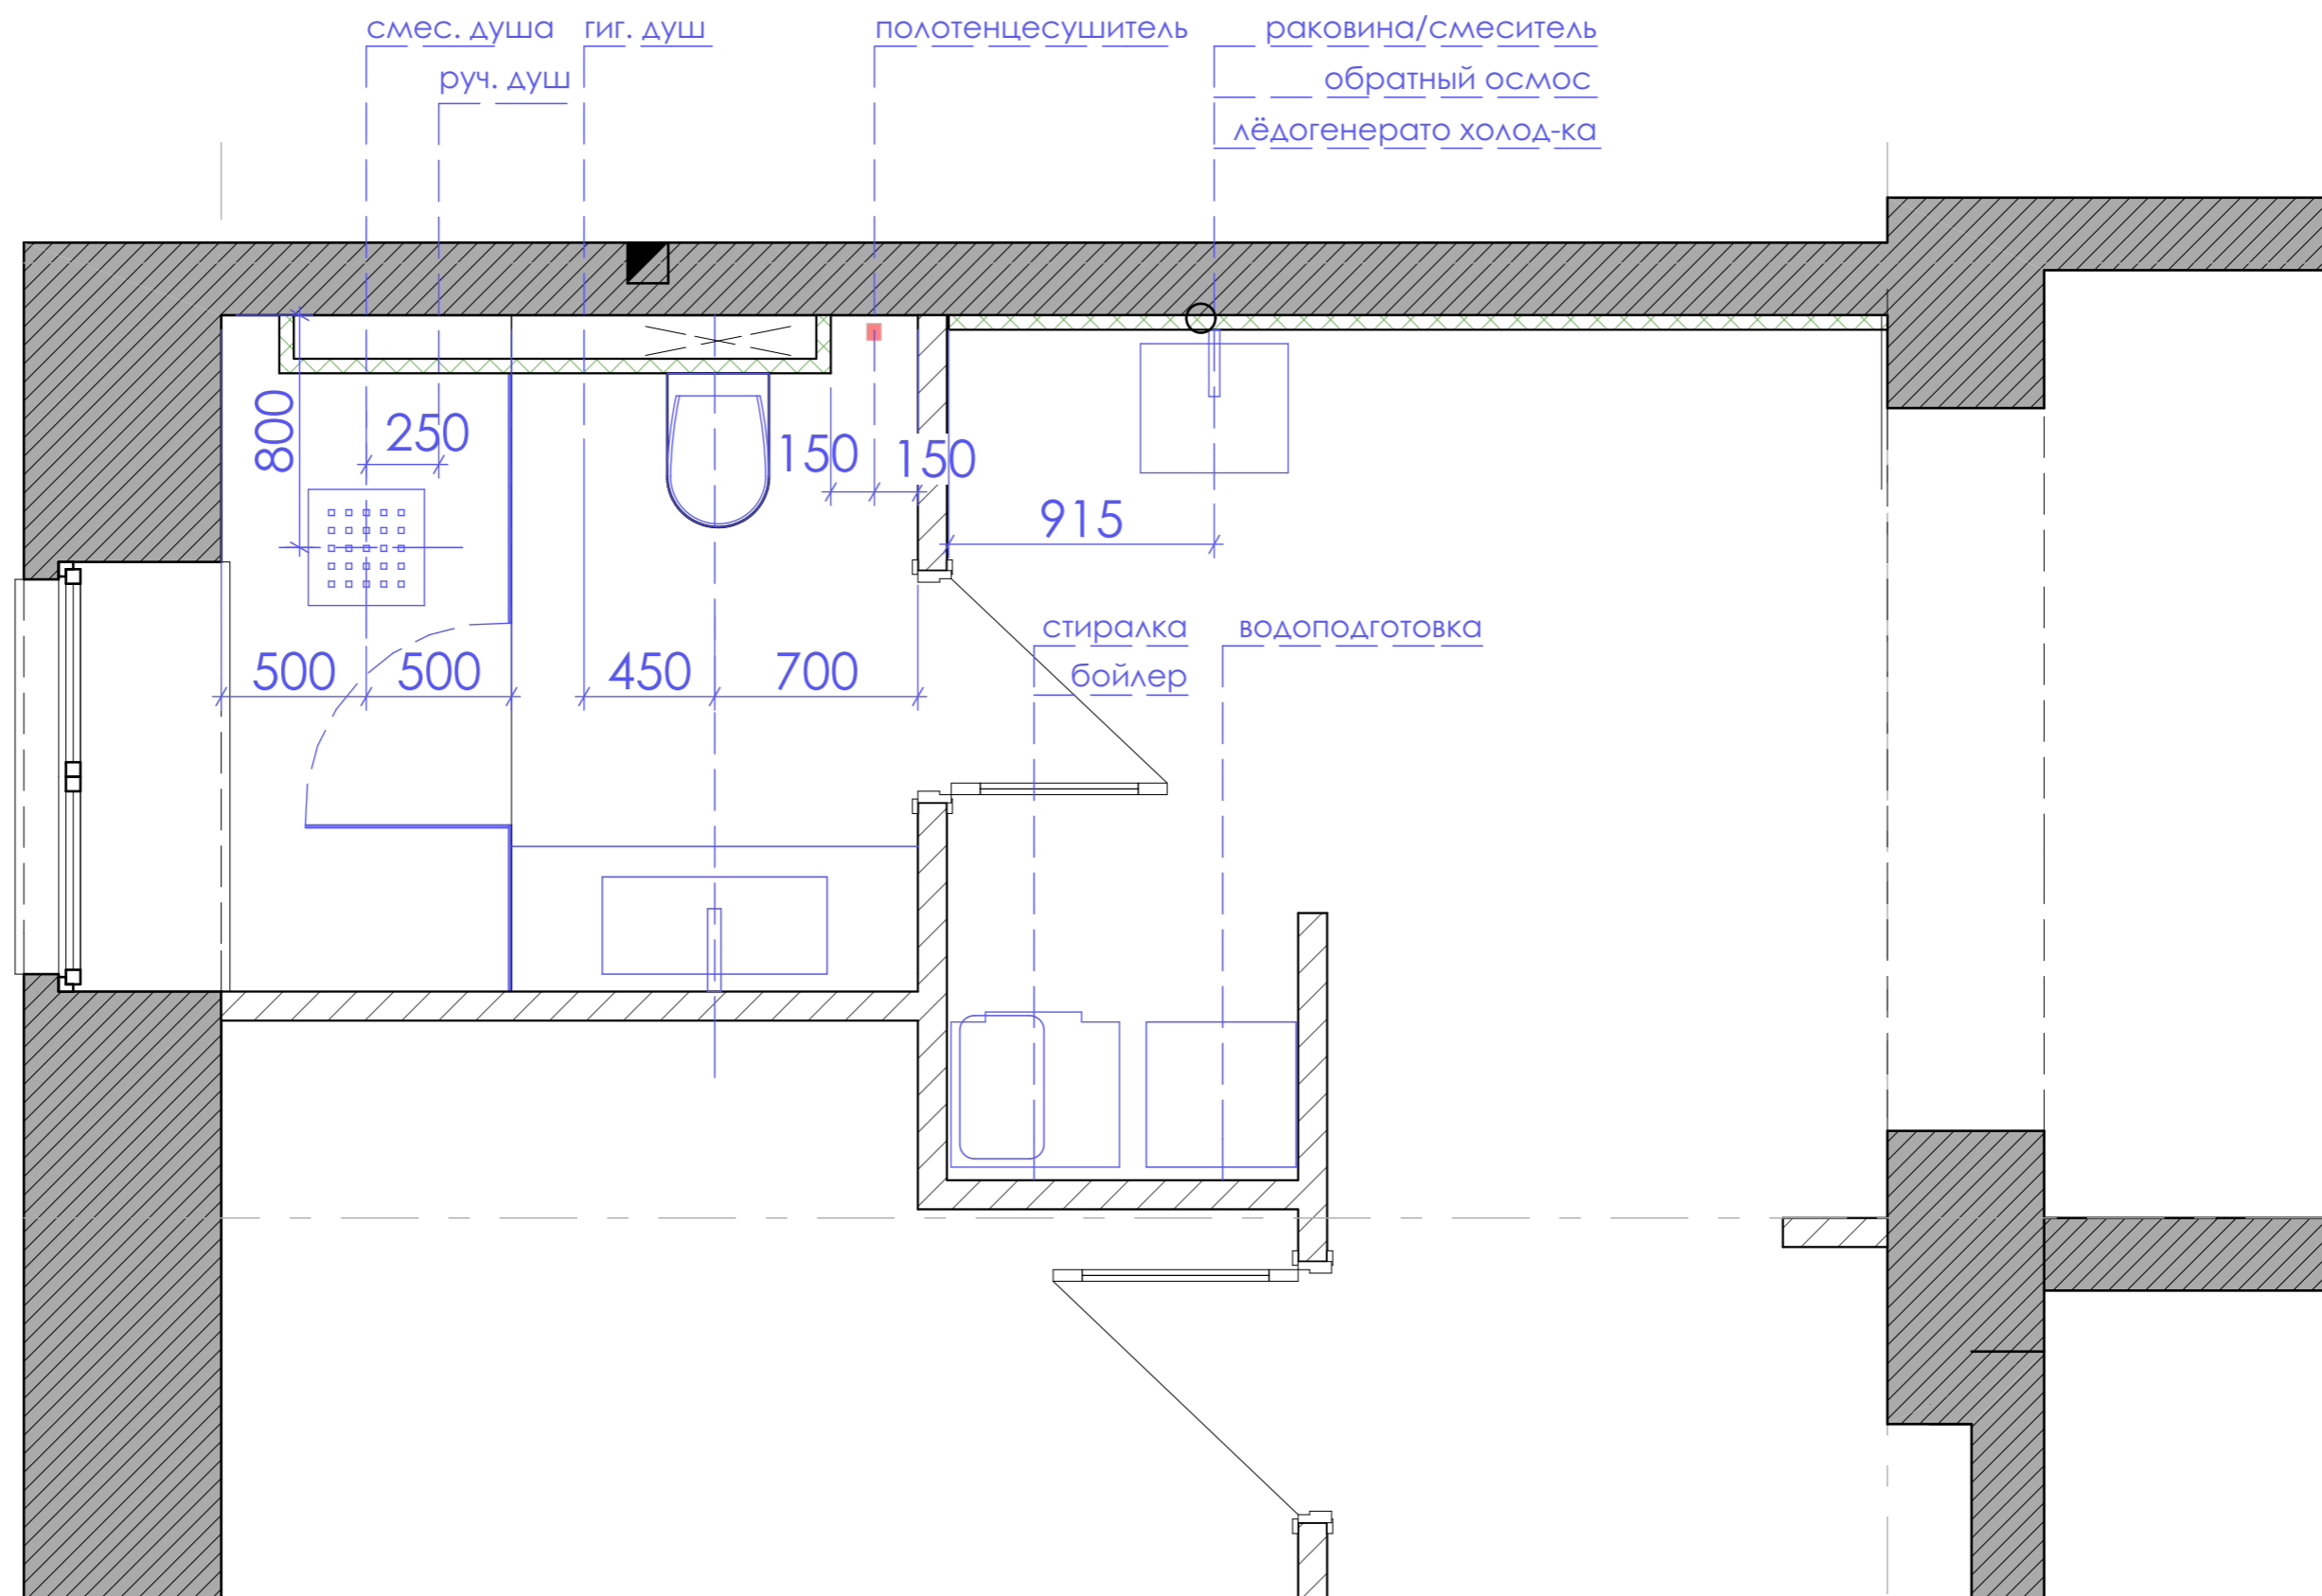 смес. душа
гиг. душ
полотенцесушитель
раковина/смеситель
руч. душ
обратный осмос
лёдогенерато холод-ка
800
250
150
150
915
стиралка
водоподготовка
бойлер
500
500
450
700